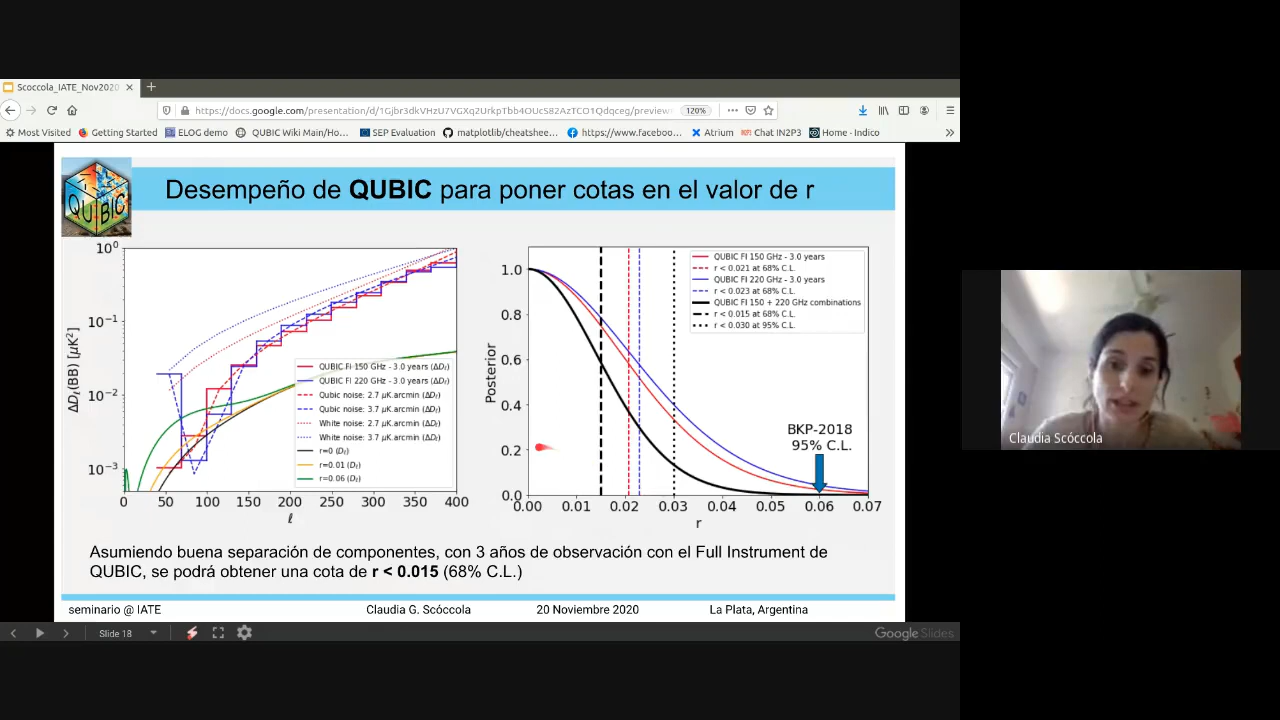 Scoccola_IATE_Nov2020
https://docs.google.com/presentation/d/1Gjbr3dkVHzU7VGXq2UrkpTbb4OUcS82AzTCO1Qdqceg/preview
120%
Most Visited
Getting Started
ELOG demo
QUBIC Wiki Main/Ho...
SEP Evaluation
matplotlib/cheatshee...
https://www.faceboo...
Atrium
Chat IN2P3
Home · Indico
QUBIC
Desempeño de QUBIC para poner cotas en el valor de r
10⁰
10⁻¹
10⁻²
10⁻³
ΔDℓ(BB) [μK²]
0 50 100 150 200 250 300 350 400
ℓ
QUBIC FI 150 GHz - 3.0 years (ΔDℓ)
QUBIC FI 220 GHz - 3.0 years (ΔDℓ)
Qubic noise: 2.7 μK.arcmin (ΔDℓ)
Qubic noise: 3.7 μK.arcmin (ΔDℓ)
White noise: 2.7 μK.arcmin (ΔDℓ)
White noise: 3.7 μK.arcmin (ΔDℓ)
r=0 (Dℓ)
r=0.01 (Dℓ)
r=0.06 (Dℓ)
1.0
0.8
0.6
0.4
0.2
0.0
Posterior
0.00 0.01 0.02 0.03 0.04 0.05 0.06 0.07
r
QUBIC FI 150 GHz - 3.0 years
r < 0.021 at 68% C.L.
QUBIC FI 220 GHz - 3.0 years
r < 0.023 at 68% C.L.
QUBIC FI 150 + 220 GHz combinations
r < 0.015 at 68% C.L.
r < 0.030 at 95% C.L.
BKP-2018
95% C.L.
Asumiendo buena separación de componentes, con 3 años de observación con el Full Instrument de
QUBIC, se podrá obtener una cota de r < 0.015 (68% C.L.)
seminario @ IATE
Claudia G. Scóccola
20 Noviembre 2020
La Plata, Argentina
Slide 18
Google Slides
Claudia Scóccola